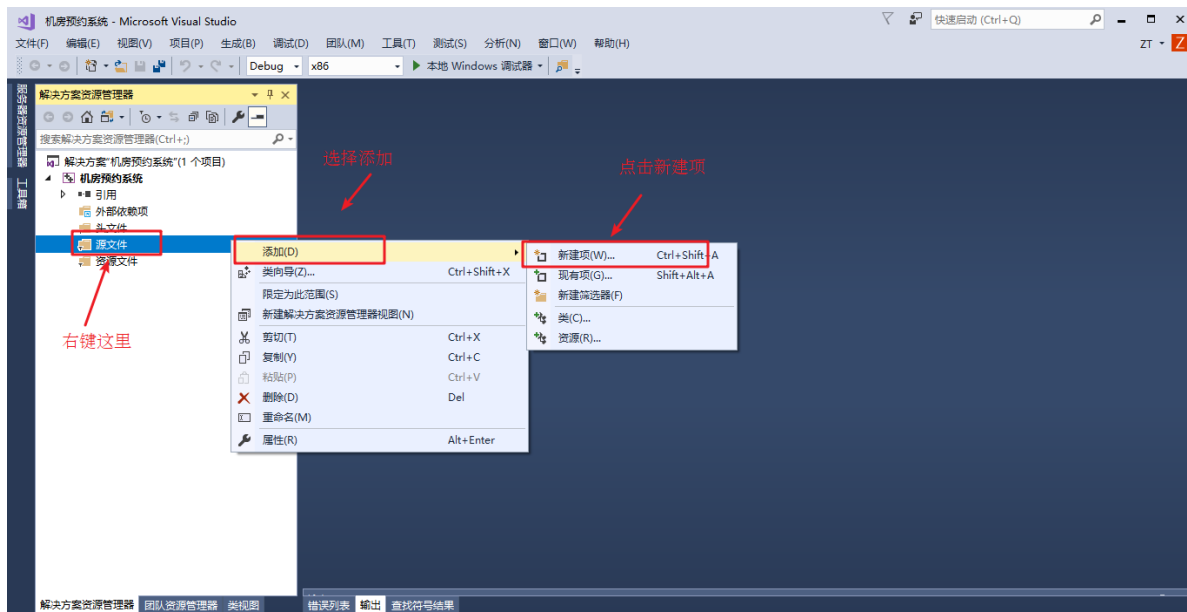 机房预约系统 - Microsoft Visual Studio
快速启动 (Ctrl+Q)
文件(F) 编辑(E) 视图(V) 项目(P) 生成(B) 调试(D) 团队(M) 工具(T) 测试(S) 分析(N) 窗口(W) 帮助(H)
ZT
Z
Debug x86 本地 Windows 调试器
服务器资源管理器
工具箱
解决方案资源管理器
搜索解决方案资源管理器(Ctrl+;)
解决方案"机房预约系统"(1 个项目)
机房预约系统
引用
外部依赖项
头文件
源文件
资源文件
右键这里
选择添加
点击新建项
添加(D)
类向导(Z)... Ctrl+Shift+X
限定为此范围(S)
新建解决方案资源管理器视图(N)
剪切(T) Ctrl+X
复制(Y) Ctrl+C
粘贴(P) Ctrl+V
删除(D) Del
重命名(M)
属性(R) Alt+Enter
新建项(W)... Ctrl+Shift+A
现有项(G)... Shift+Alt+A
新建筛选器(F)
类(C)...
资源(R)...
解决方案资源管理器 团队资源管理器 类视图
错误列表 输出 查找符号结果